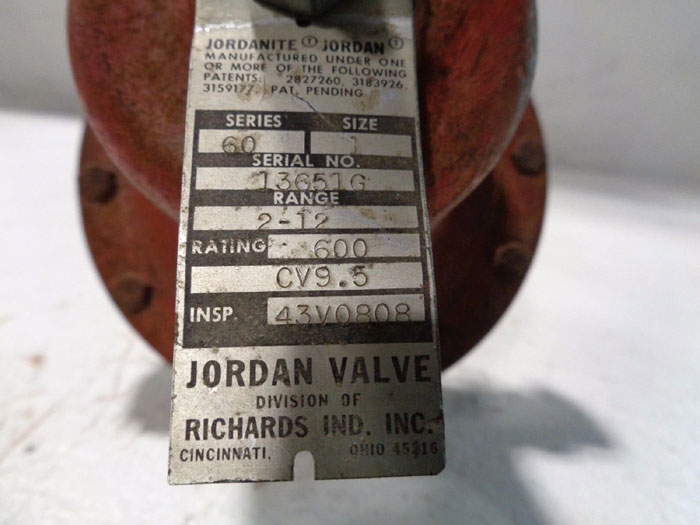 JORDANITE Ⓣ JORDAN Ⓣ
MANUFACTURED UNDER ONE
OR MORE OF THE FOLLOWING
PATENTS: 2827260, 3183926,
3159177, PAT. PENDING
SERIES SIZE
60 1
SERIAL NO.
13651G
RANGE
2-12
RATING 600
CV9.5
INSP. 43V0808
JORDAN VALVE
DIVISION OF
RICHARDS IND. INC.
CINCINNATI, OHIO 45216